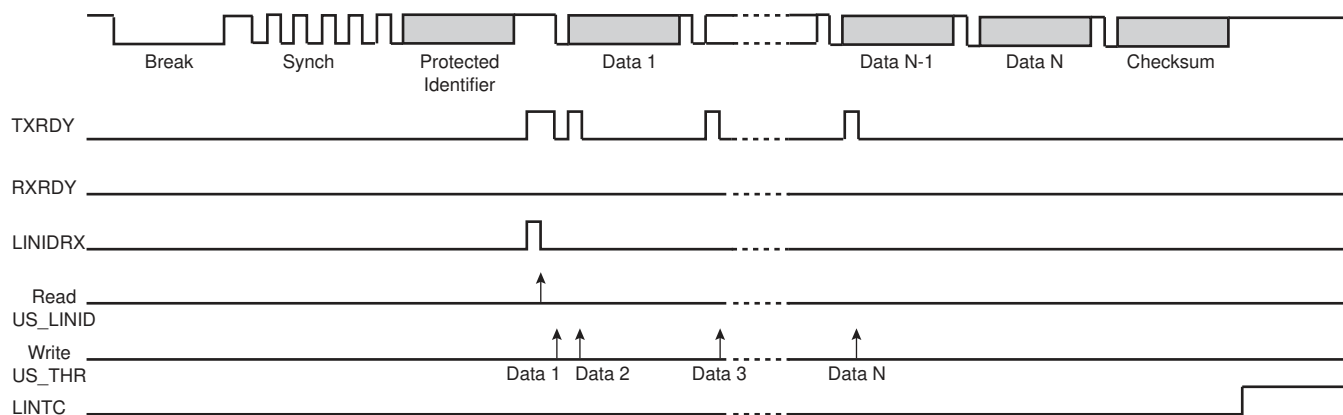 Break
Synch
Protected
Identifier
Data 1
Data N-1
Data N
Checksum
TXRDY
RXRDY
LINIDRX
Read
US_LINID
Write
US_THR
Data 1
Data 2
Data 3
Data N
LINTC